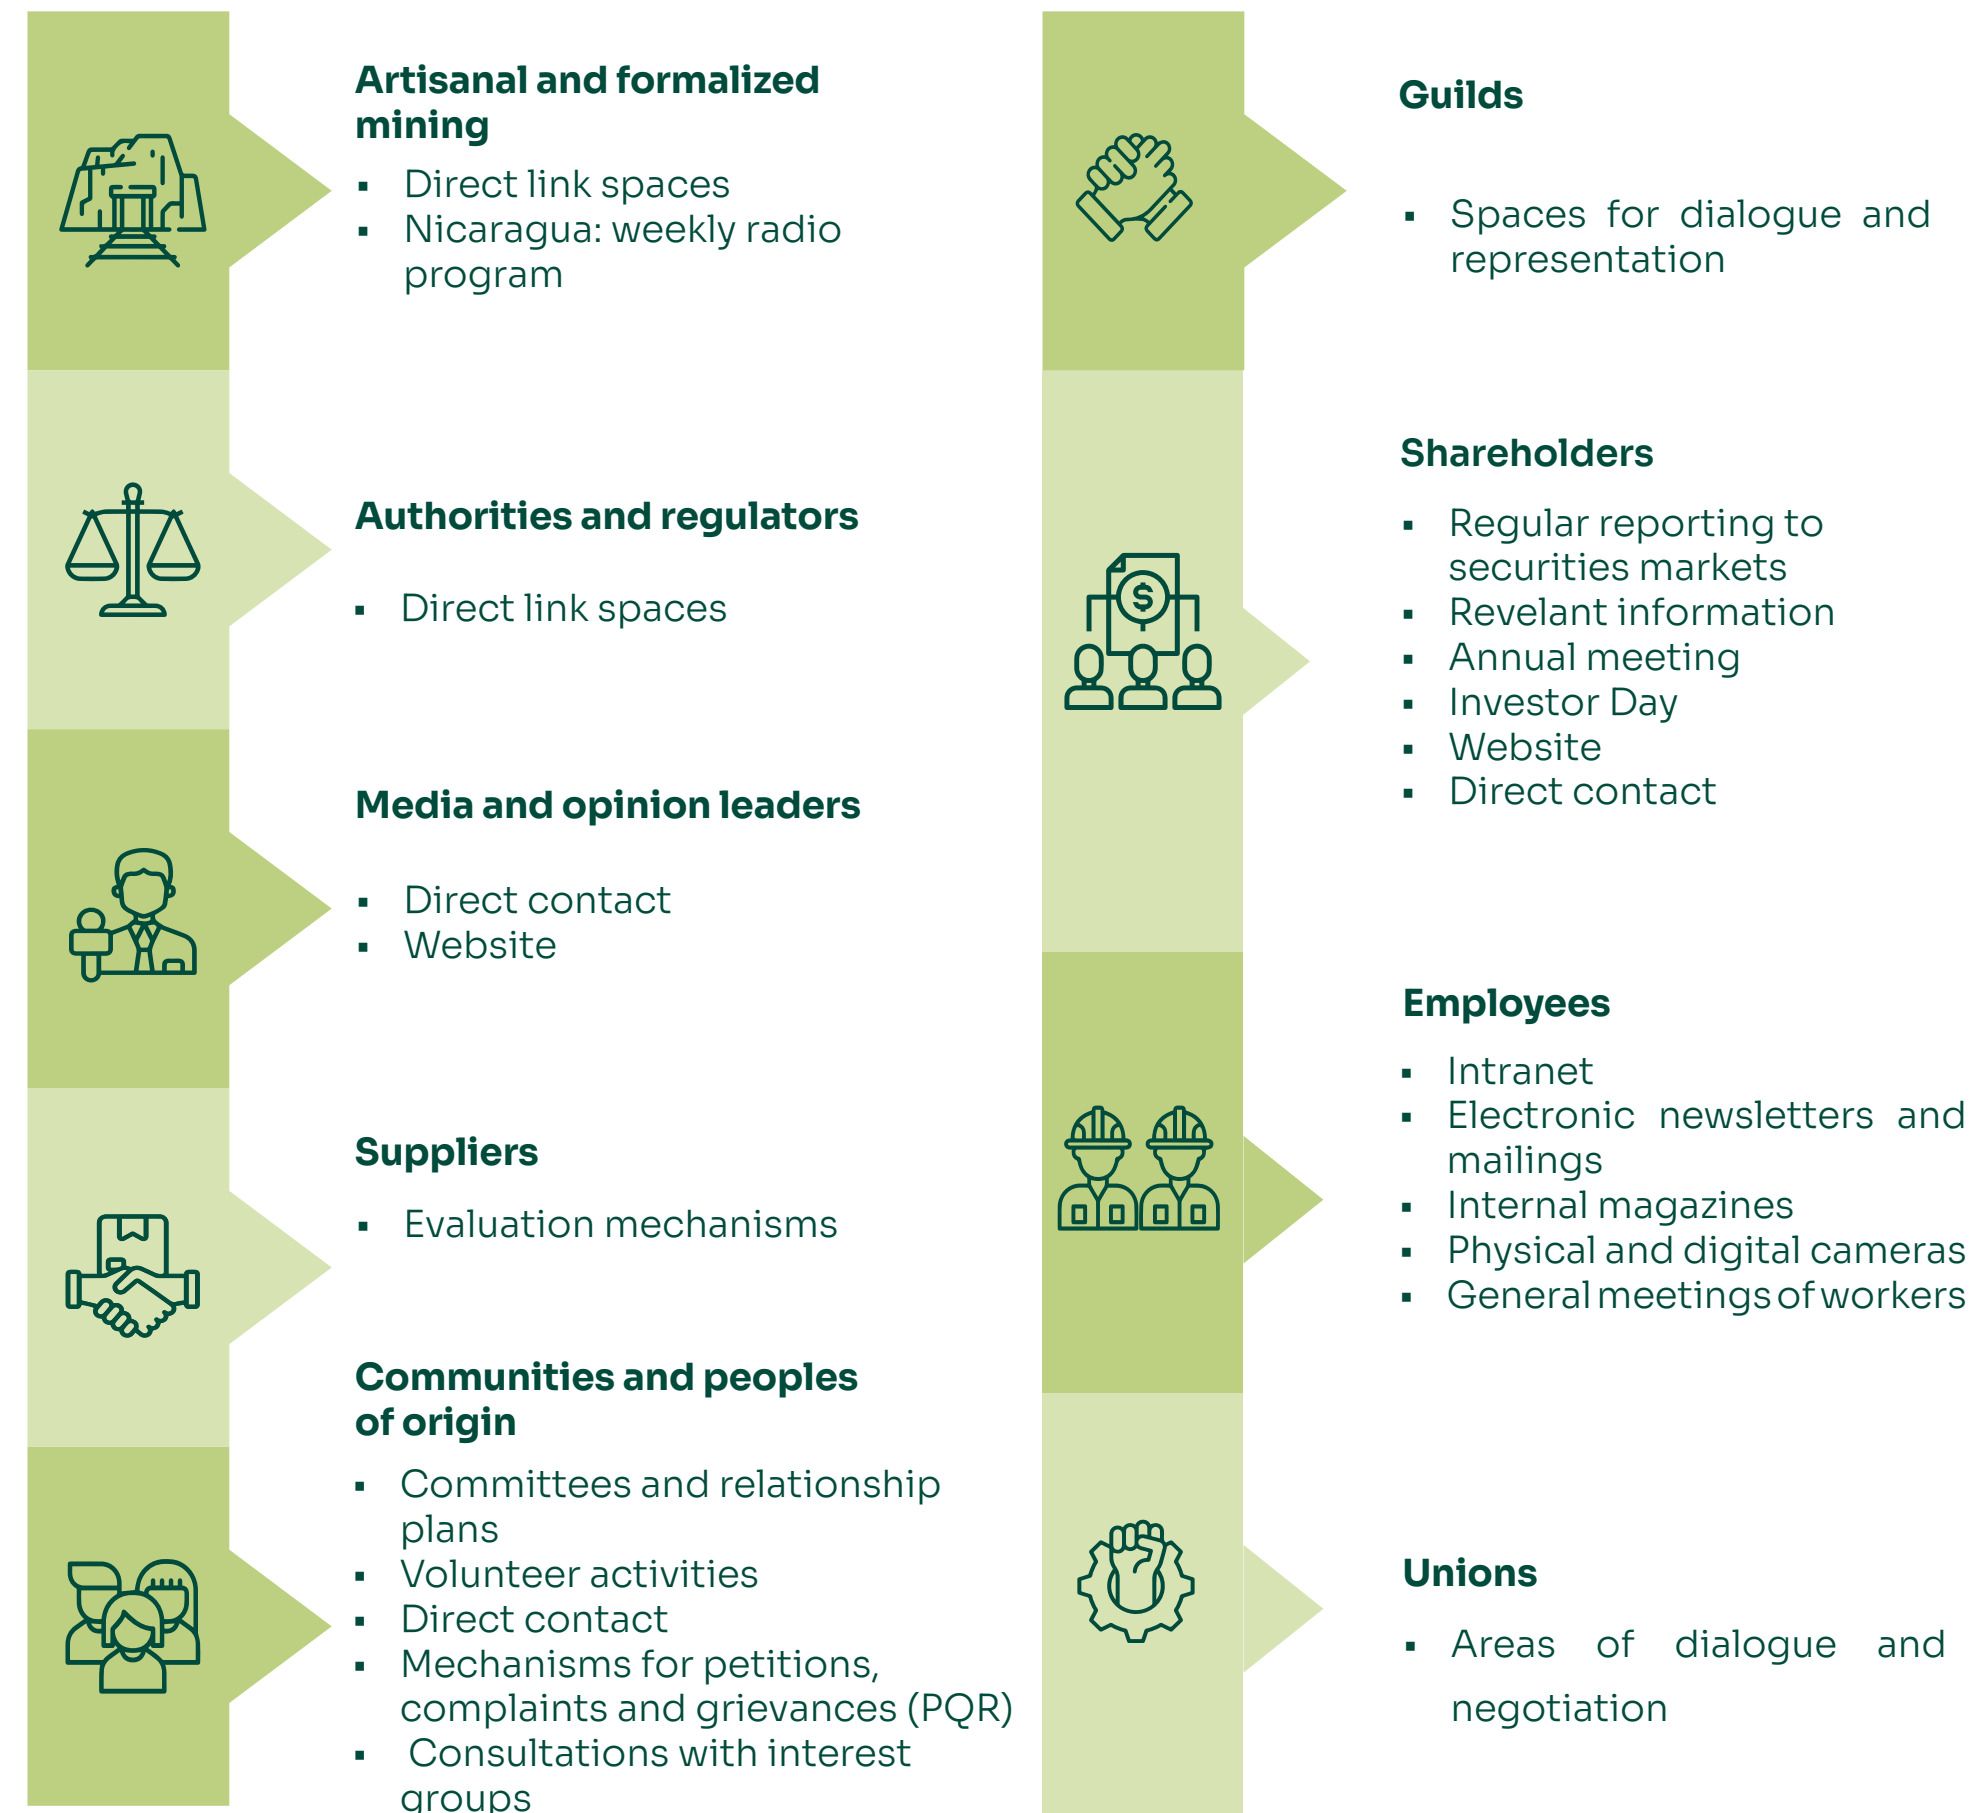 Artisanal and formalized
mining
▪ Direct link spaces
▪ Nicaragua: weekly radio
program
Authorities and regulators
▪ Direct link spaces
Media and opinion leaders
▪ Direct contact
▪ Website
Suppliers
▪ Evaluation mechanisms
Communities and peoples
of origin
▪ Committees and relationship
plans
▪ Volunteer activities
▪ Direct contact
▪ Mechanisms for petitions,
complaints and grievances (PQR)
▪ Consultations with interest
groups
Guilds
▪ Spaces for dialogue and
representation
Shareholders
▪ Regular reporting to
securities markets
▪ Revelant information
▪ Annual meeting
▪ Investor Day
▪ Website
▪ Direct contact
Employees
▪ Intranet
▪ Electronic newsletters and
mailings
▪ Internal magazines
▪ Physical and digital cameras
▪ General meetings of workers
Unions
▪ Areas of dialogue and
negotiation
$